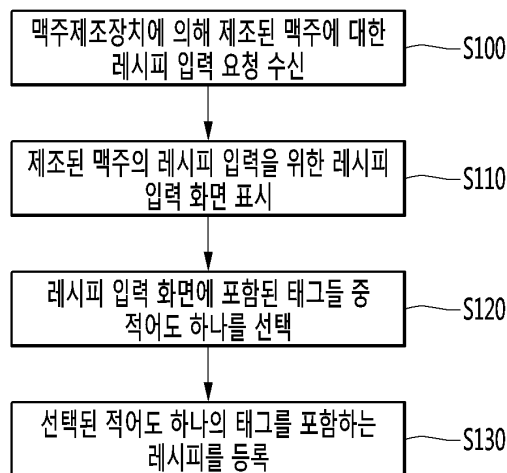 맥주제조장치에 의해 제조된 맥주에 대한
레시피 입력 요청 수신
S100
제조된 맥주의 레시피 입력을 위한 레시피
입력 화면 표시
S110
레시피 입력 화면에 포함된 태그들 중
적어도 하나를 선택
S120
선택된 적어도 하나의 태그를 포함하는
레시피를 등록
S130